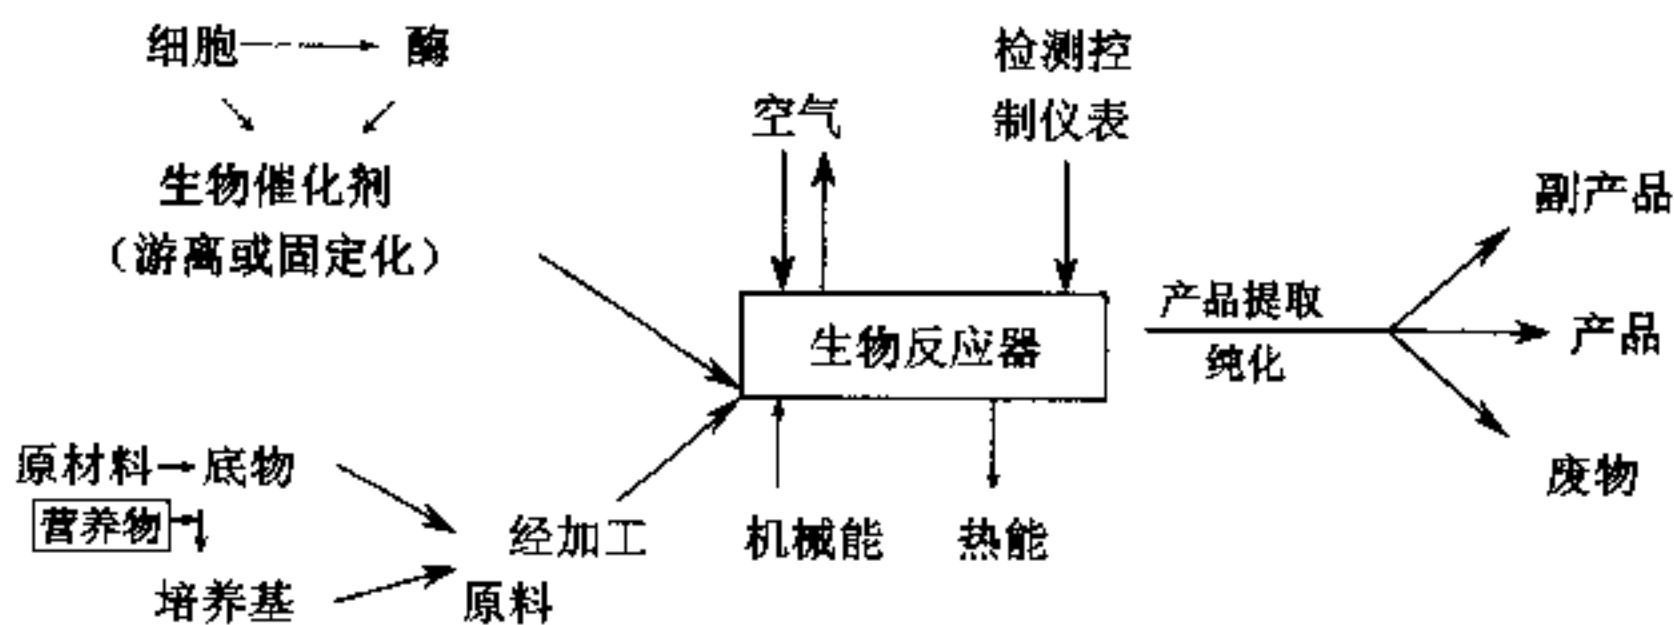 细胞
酶
生物催化剂
（游离或固定化）
空气
检测控
制仪表
生物反应器
产品提取
纯化
副产品
产品
废物
原材料
底物
营养物
培养基
经加工
原料
机械能
热能